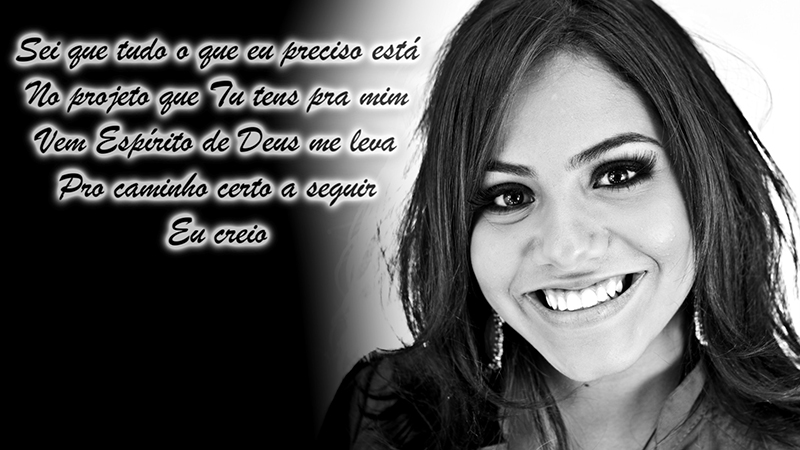 Sei que tudo o que eu preciso está
No projeto que Tu tens pra mim
Vem Espírito de Deus me leva
Pro caminho certo a seguir
Eu creio